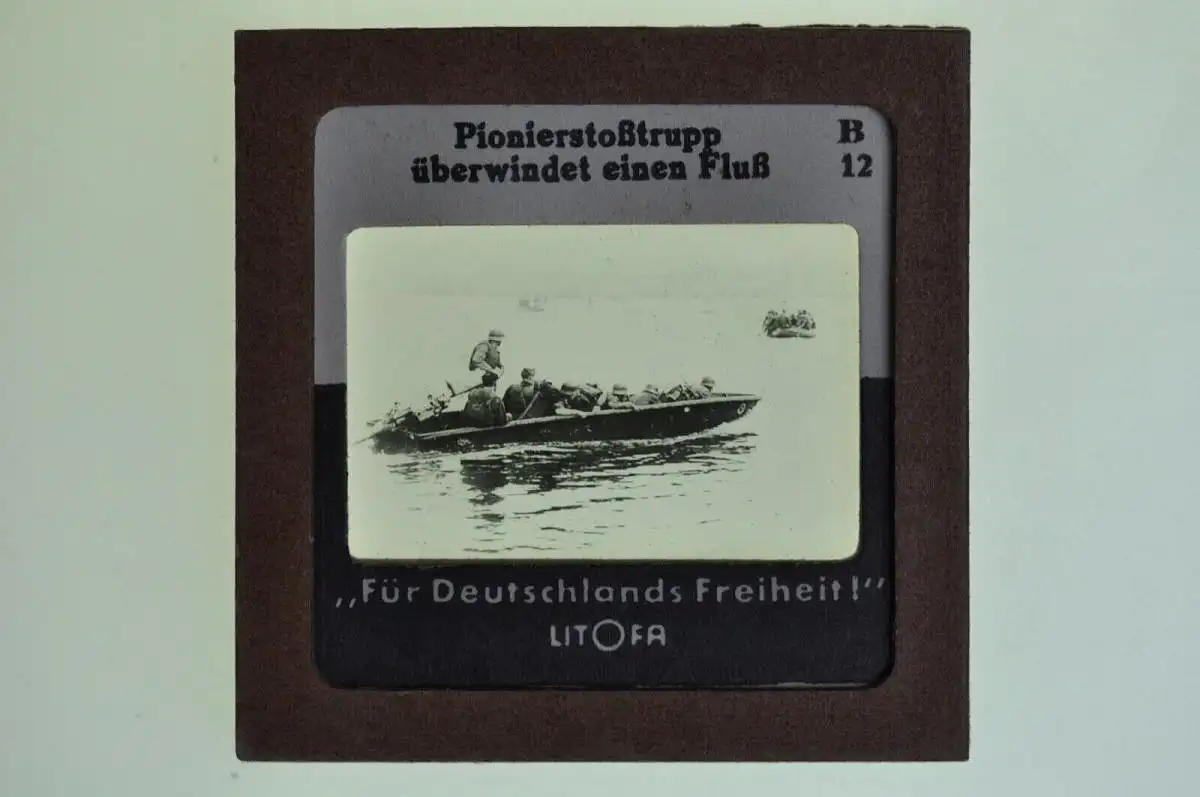 Pionierstoßtrupp
überwindet einen Fluß
B
12
„Für Deutschlands Freiheit!“
LITOFA